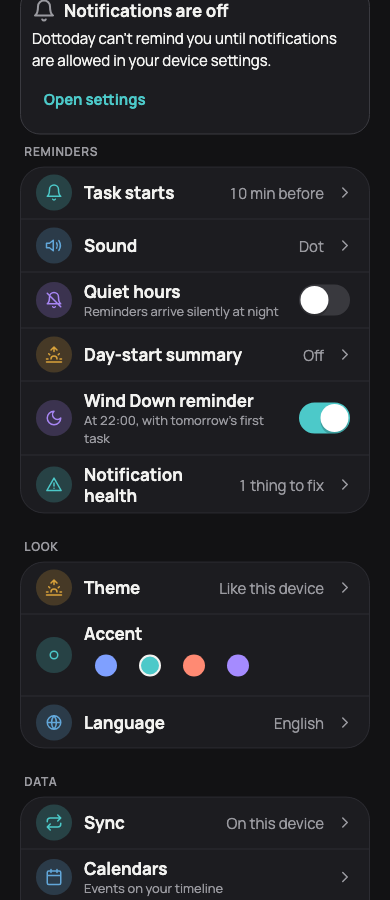 Notifications are off
Dottoday can't remind you until notifications
are allowed in your device settings.
Open settings
REMINDERS
Task starts
10 min before
Sound
Dot
Quiet hours
Reminders arrive silently at night
Day-start summary
Off
Wind Down reminder
At 22:00, with tomorrow's first
task
Notification
health
1 thing to fix
LOOK
Theme
Like this device
Accent
Language
English
DATA
Sync
On this device
Calendars
Events on your timeline